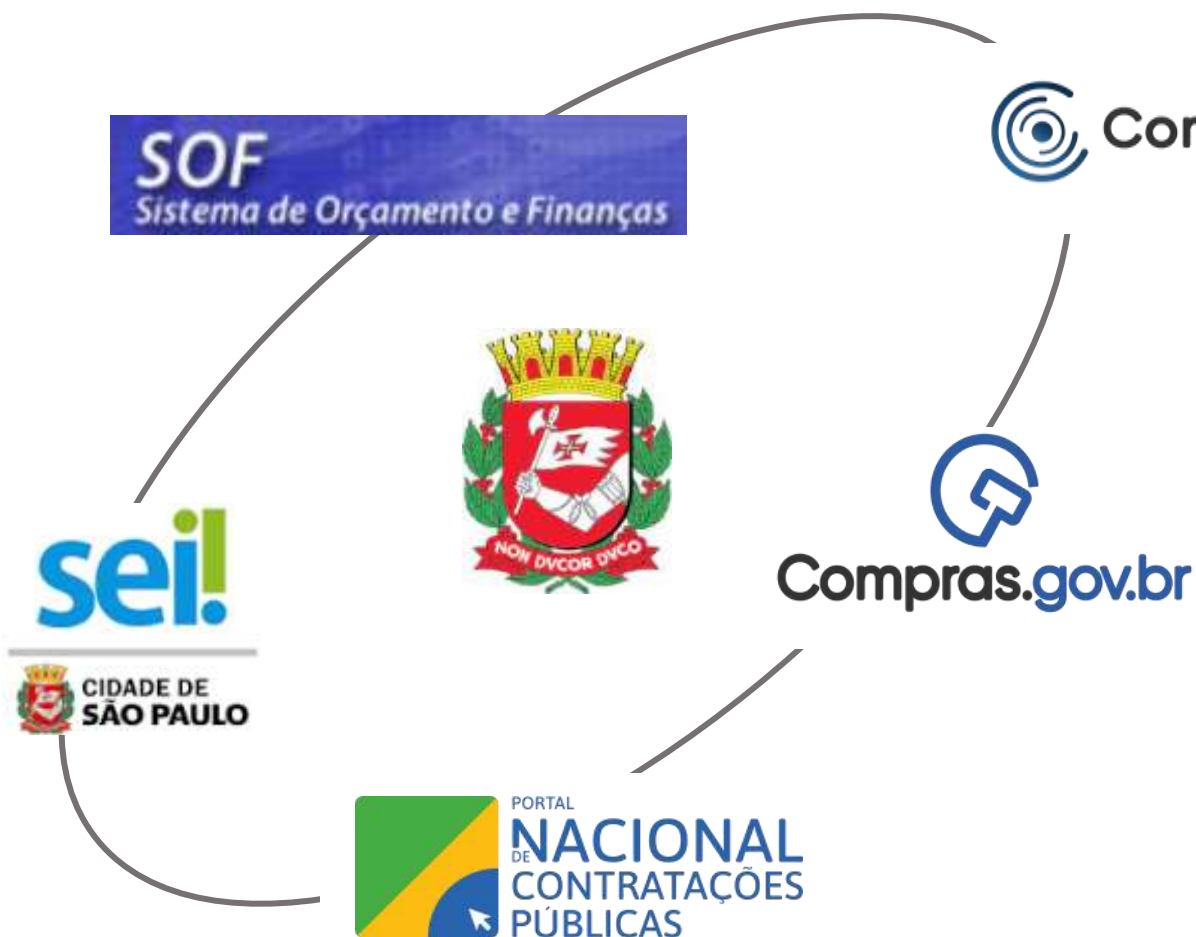 SOF
Sistema de Orçamento e Finanças
Cor
NON DVCOR DVCO
sei!
CIDADE DE
SÃO PAULO
Compras.gov.br
PORTAL
NACIONAL
DE
CONTRATAÇÕES
PÚBLICAS